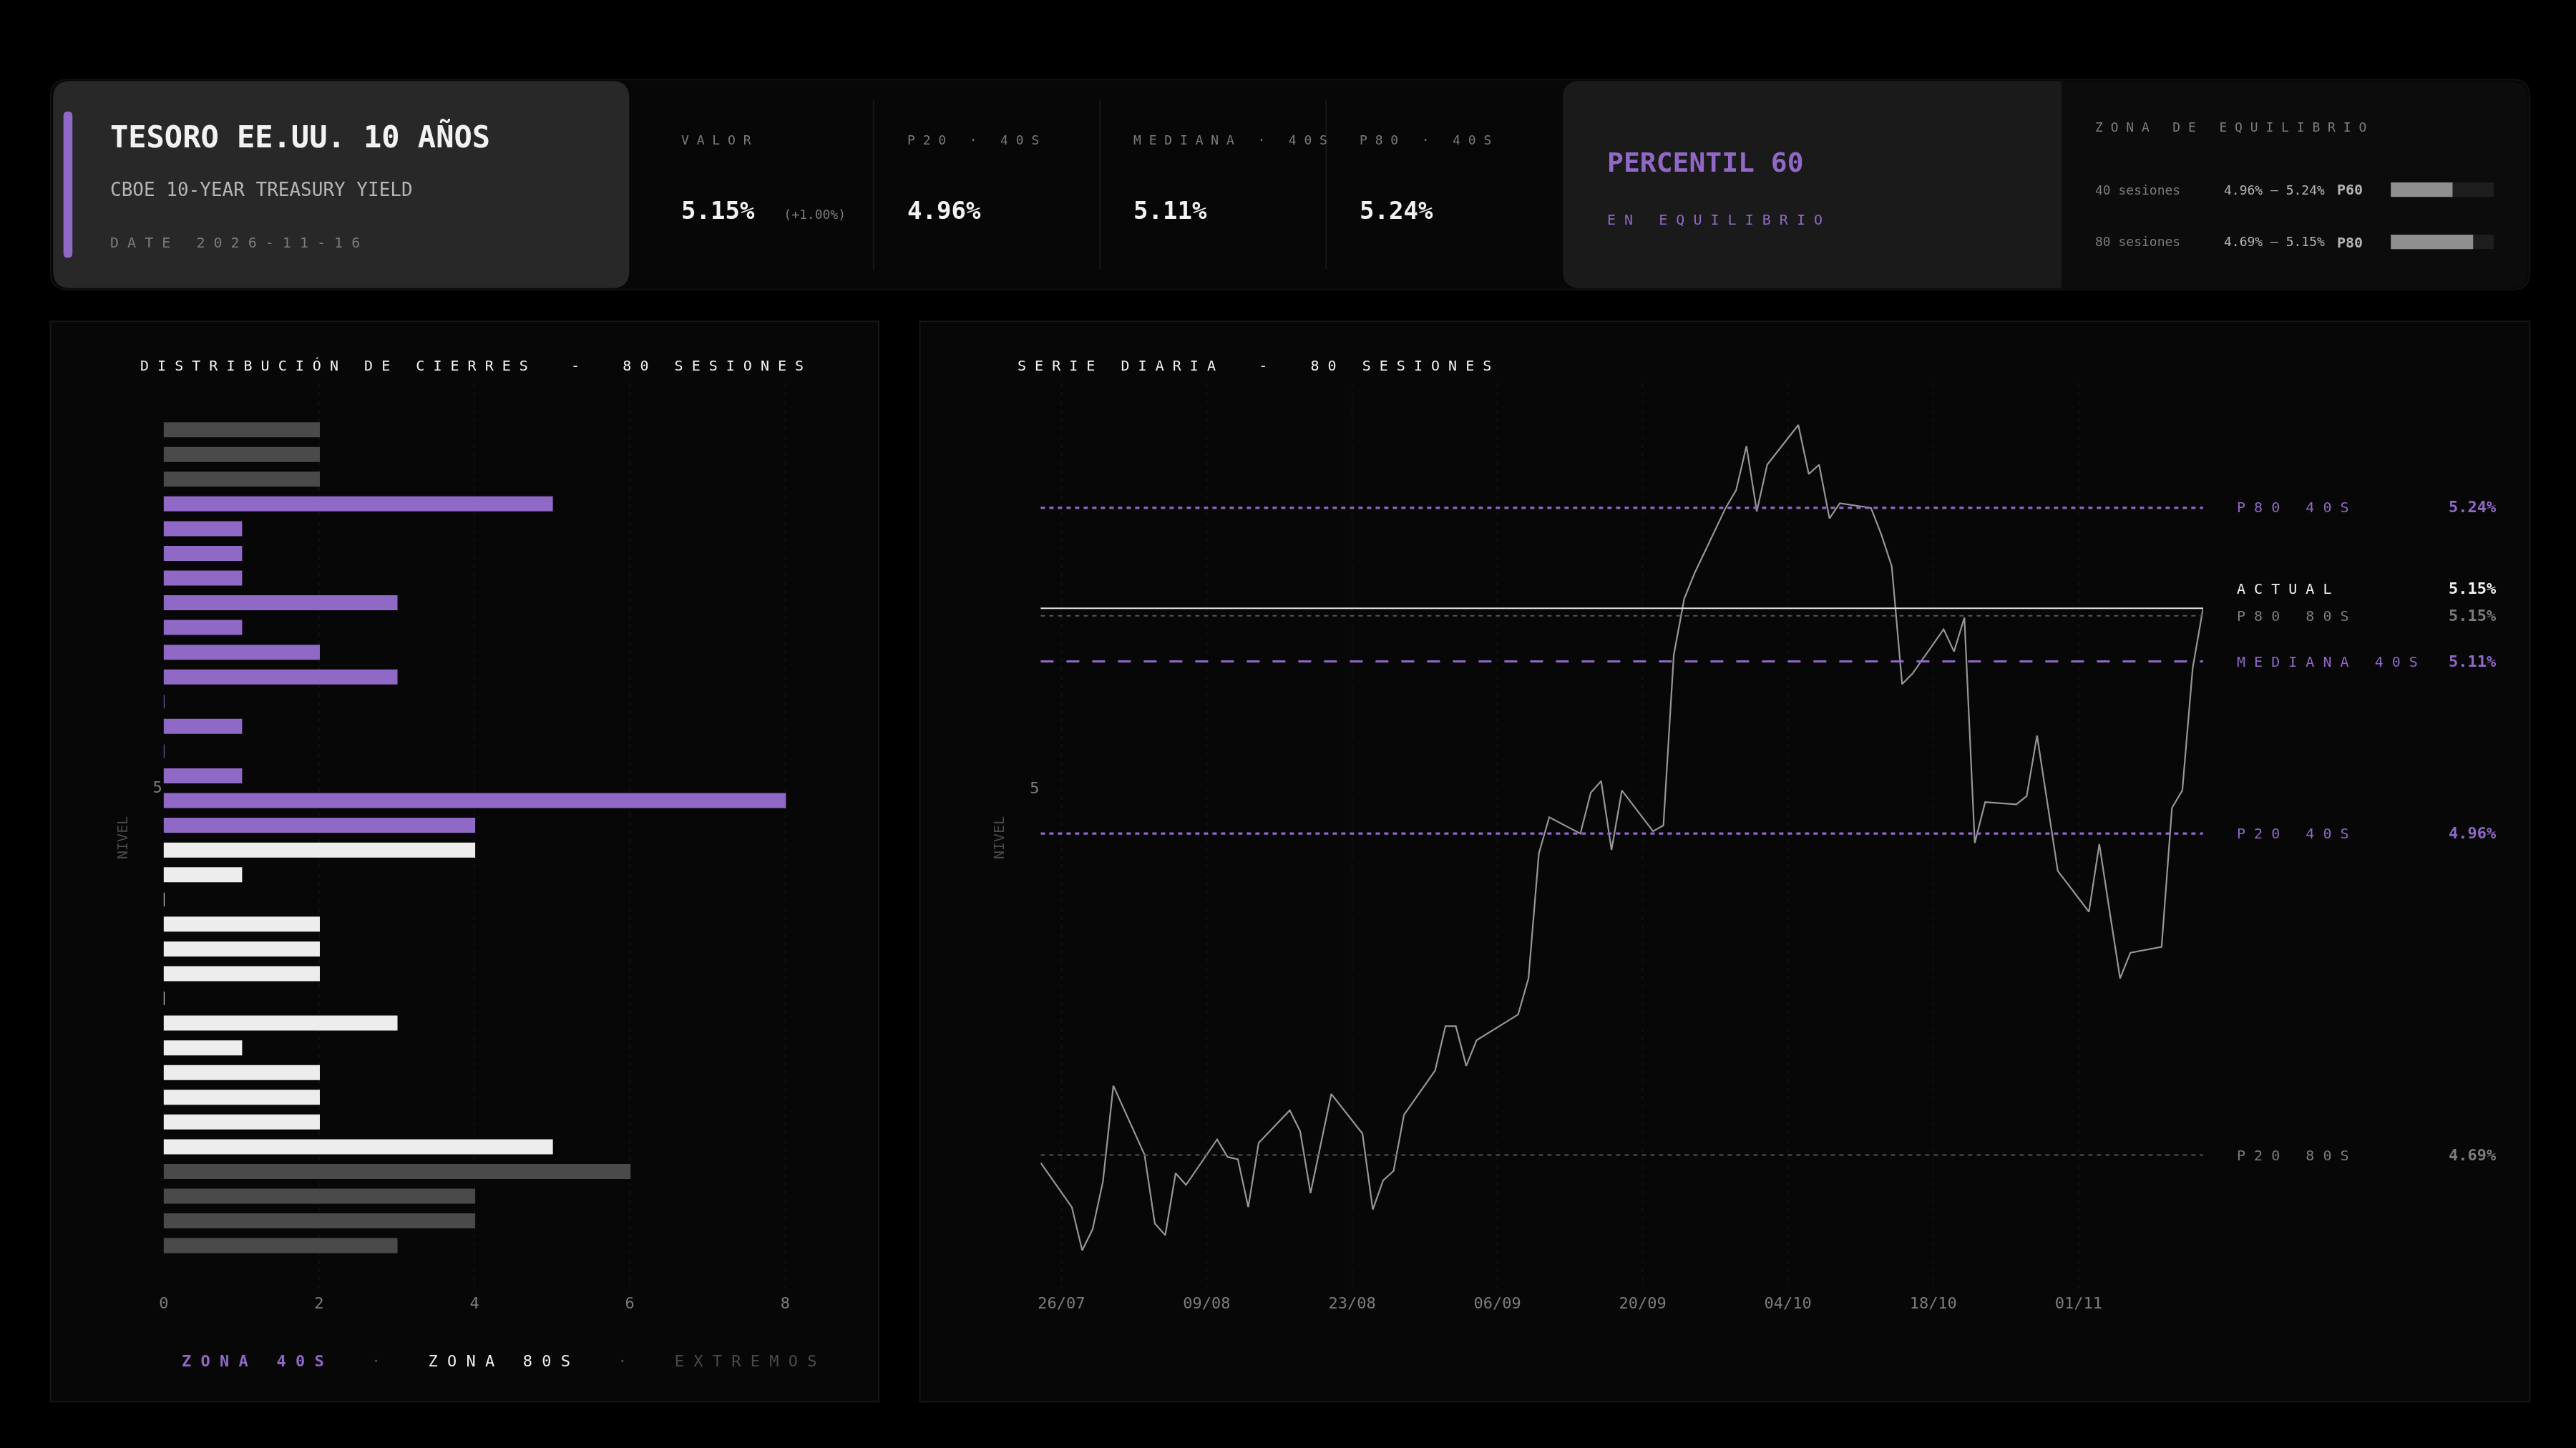 TESORO EE.UU. 10 AÑOS
CBOE 10-YEAR TREASURY YIELD
DATE 2026-11-16
VALOR
5.15% (+1.00%)
P20 · 40S
4.96%
MEDIANA · 40S
5.11%
P80 · 40S
5.24%
PERCENTIL 60
EN EQUILIBRIO
ZONA DE EQUILIBRIO
40 sesiones 4.96% – 5.24% P60
80 sesiones 4.69% – 5.15% P80
DISTRIBUCIÓN DE CIERRES - 80 SESIONES
5
NIVEL
0 2 4 6 8
ZONA 40S · ZONA 80S · EXTREMOS
SERIE DIARIA - 80 SESIONES
P80 40S 5.24%
ACTUAL 5.15%
P80 80S 5.15%
MEDIANA 40S 5.11%
5
P20 40S 4.96%
NIVEL
P20 80S 4.69%
26/07 09/08 23/08 06/09 20/09 04/10 18/10 01/11